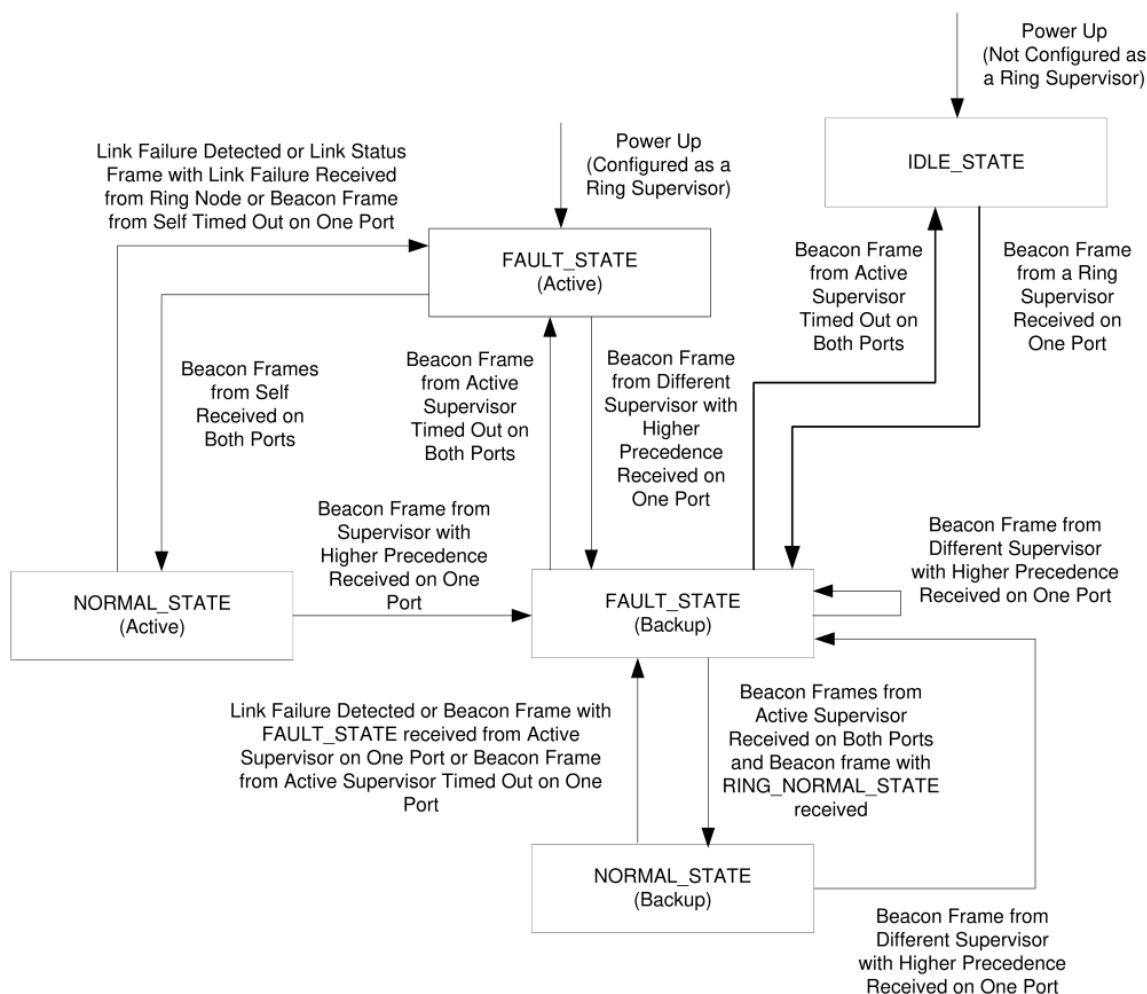 Power Up
(Not Configured as
a Ring Supervisor)
IDLE_STATE
Link Failure Detected or Link Status
Frame with Link Failure Received
from Ring Node or Beacon Frame
from Self Timed Out on One Port
Power Up
(Configured as a
Ring Supervisor)
FAULT_STATE
(Active)
Beacon Frame
from Active
Supervisor
Timed Out on
Both Ports
Beacon Frame
from a Ring
Supervisor
Received on
One Port
Beacon Frames
from Self
Received on
Both Ports
Beacon Frame
from Active
Supervisor
Timed Out on
Both Ports
Beacon Frame
from Different
Supervisor with
Higher
Precedence
Received on
One Port
Beacon Frame from
Supervisor with
Higher Precedence
Received on One
Port
Beacon Frame from
Different Supervisor
with Higher Precedence
Received on One Port
NORMAL_STATE
(Active)
FAULT_STATE
(Backup)
Link Failure Detected or Beacon Frame with
FAULT_STATE received from Active
Supervisor on One Port or Beacon Frame
from Active Supervisor Timed Out on One
Port
Beacon Frames from
Active Supervisor
Received on Both Ports
and Beacon frame with
RING_NORMAL_STATE
received
NORMAL_STATE
(Backup)
Beacon Frame from
Different Supervisor
with Higher Precedence
Received on One Port